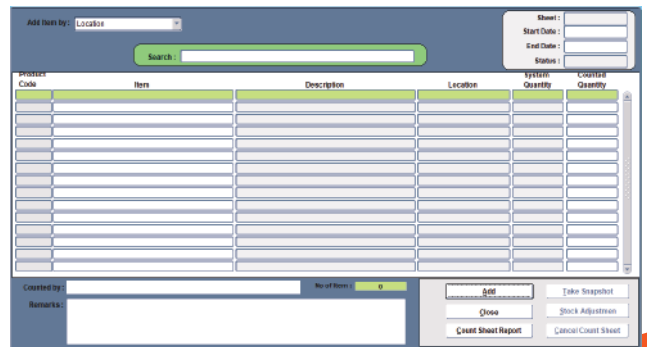 Add Item by: Location
Sheet :
Start Date :
End Date :
Status :
Search :
Product Code
Item
Description
Location
System Quantity
Counted Quantity
Counted by :
No of Item : 0
Remarks :
Add
Take Snapshot
Close
Stock Adjustmen
Count Sheet Report
Cancel Count Sheet